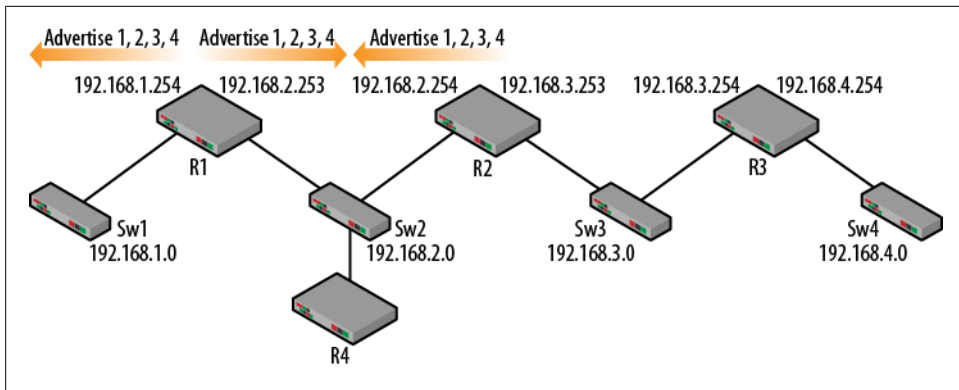 Advertise 1, 2, 3, 4 Advertise 1, 2, 3, 4 Advertise 1, 2, 3, 4
192.168.1.254 192.168.2.253 192.168.2.254 192.168.3.253 192.168.3.254 192.168.4.254
R1 R2 R3
Sw1 Sw2 Sw3 Sw4
192.168.1.0 192.168.2.0 192.168.3.0 192.168.4.0
R4